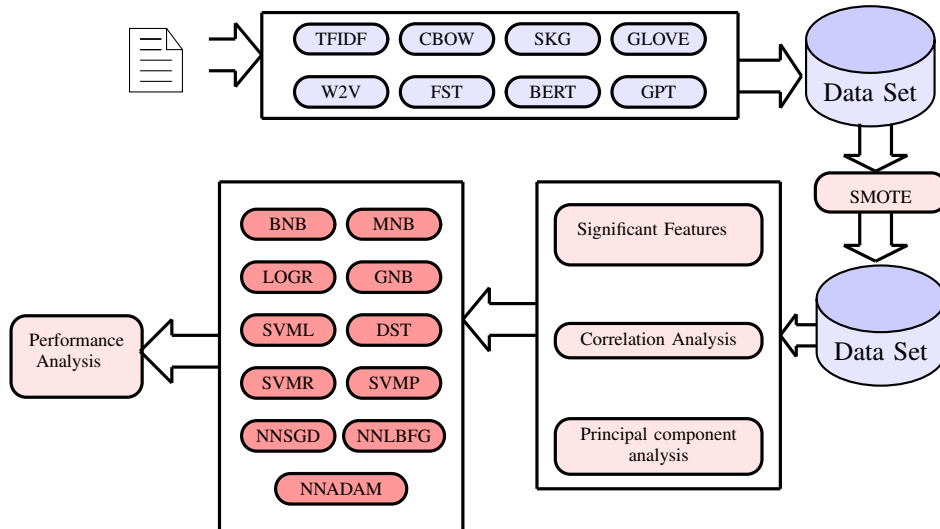 TFIDF
CBOW
SKG
GLOVE
W2V
FST
BERT
GPT
Data Set
SMOTE
Data Set
Significant Features
Correlation Analysis
Principal component
analysis
BNB
MNB
LOGR
GNB
SVML
DST
SVMR
SVMP
NNSGD
NNLBFG
NNADAM
Performance
Analysis